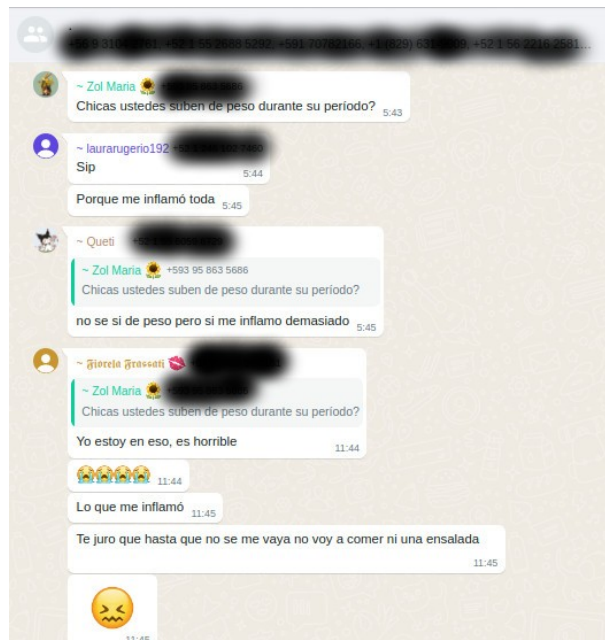 ~ Zol Maria 🌻
Chicas ustedes suben de peso durante su período? 5:43
~ laurarugerio192
Sip 5:44
Porque me inflamó toda 5:45
~ Queti
~ Zol Maria 🌻 +593 95 863 5686
Chicas ustedes suben de peso durante su período?
no se si de peso pero si me inflamo demasiado 5:45
~ 𝕱𝖎𝖔𝖗𝖊𝖑𝖆 𝕱𝖗𝖆𝖘𝖘𝖆𝖙𝖎 💋
~ Zol Maria 🌻
Chicas ustedes suben de peso durante su período?
Yo estoy en eso, es horrible 11:44
😭😭😭😭 11:44
Lo que me inflamó 11:45
Te juro que hasta que no se me vaya no voy a comer ni una ensalada
11:45
😖
11:45